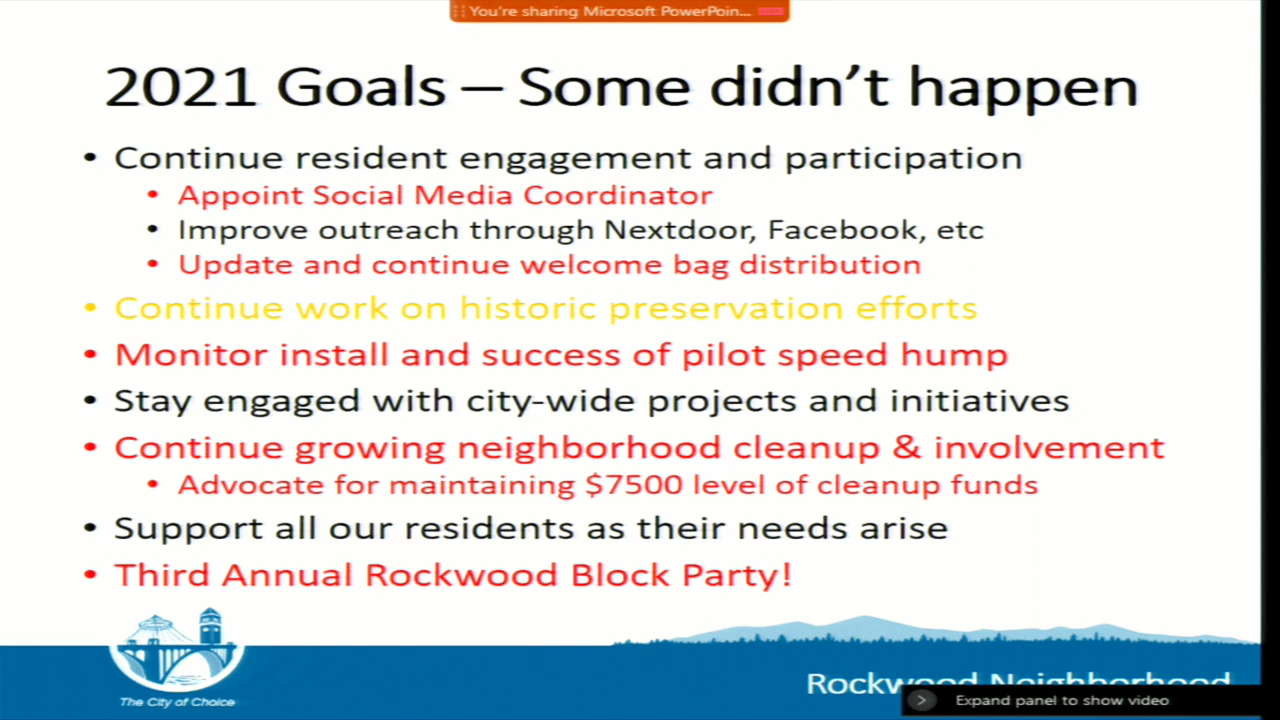 You're sharing Microsoft PowerPoin...
2021 Goals – Some didn't happen
• Continue resident engagement and participation
• Appoint Social Media Coordinator
• Improve outreach through Nextdoor, Facebook, etc
• Update and continue welcome bag distribution
• Continue work on historic preservation efforts
• Monitor install and success of pilot speed hump
• Stay engaged with city-wide projects and initiatives
• Continue growing neighborhood cleanup & involvement
• Advocate for maintaining $7500 level of cleanup funds
• Support all our residents as their needs arise
• Third Annual Rockwood Block Party!
The City of Choice
Rockwood Neighborhood
Expand panel to show video